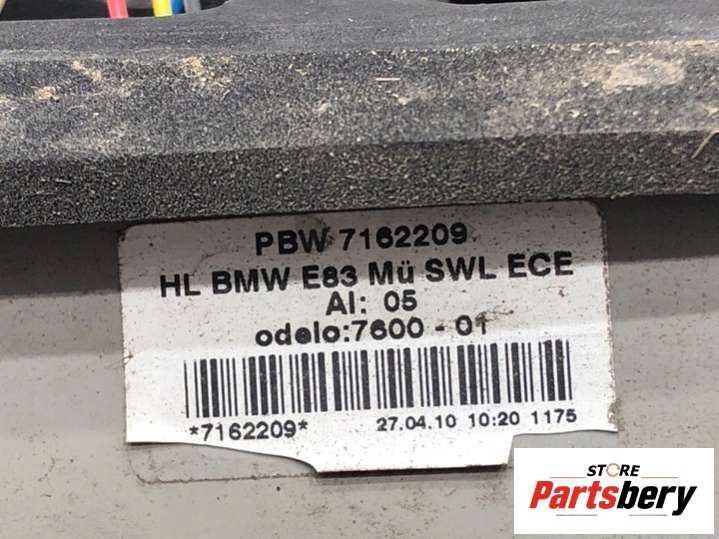 PBW 7162209
HL BMW E83 Mü SWL ECE
AI: 05
odelo:7600 - 01
*7162209* 27.04.10 10:20 1175
STORE
Partsbery